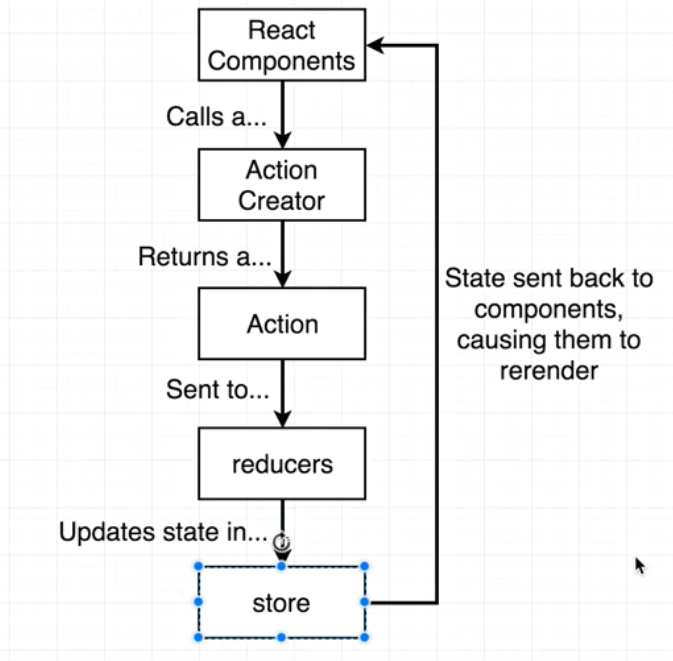 React
Components
Calls a...
Action
Creator
Returns a...
Action
State sent back to
components,
causing them to
rerender
Sent to...
reducers
Updates state in...
store